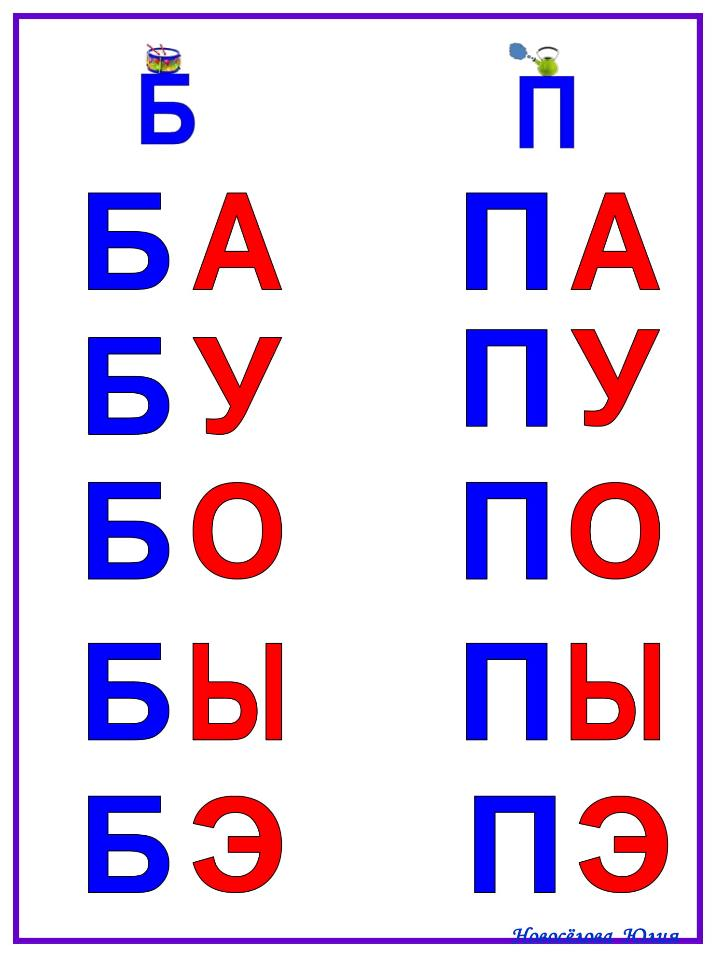 Б П
БА ПА
БУ ПУ
БО ПО
БЫ ПЫ
БЭ ПЭ
Новосёлова Юлия